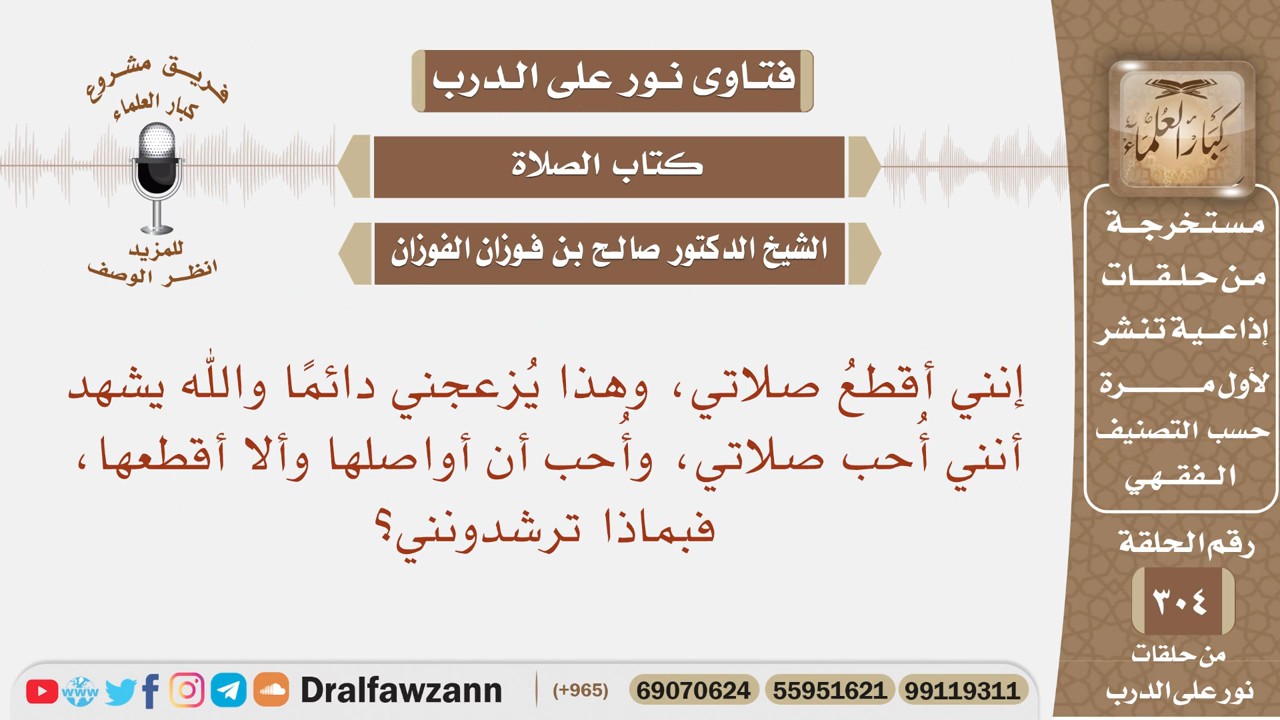 فتاوى نور على الدرب
كتاب الصلاة
الشيخ الدكتور صالح بن فوزان الفوزان
فريق مشروع
كبار العلماء
للمزيد
انظر الوصف
إنني أقطعُ صلاتي، وهذا يُزعجني دائمًا والله يشهد
أنني أُحب صلاتي، وأُحب أن أواصلها وألا أقطعها،
فبماذا ترشدونني؟
كبار العلماء
مستخرجة
من حلقات
إذاعية تنشر
لأول مرة
حسب التصنيف
الفقهي
رقم الحلقة
٣٠٤
من حلقات
نور على الدرب
www
Dralfawzann
(+965)
69070624
55951621
99119311